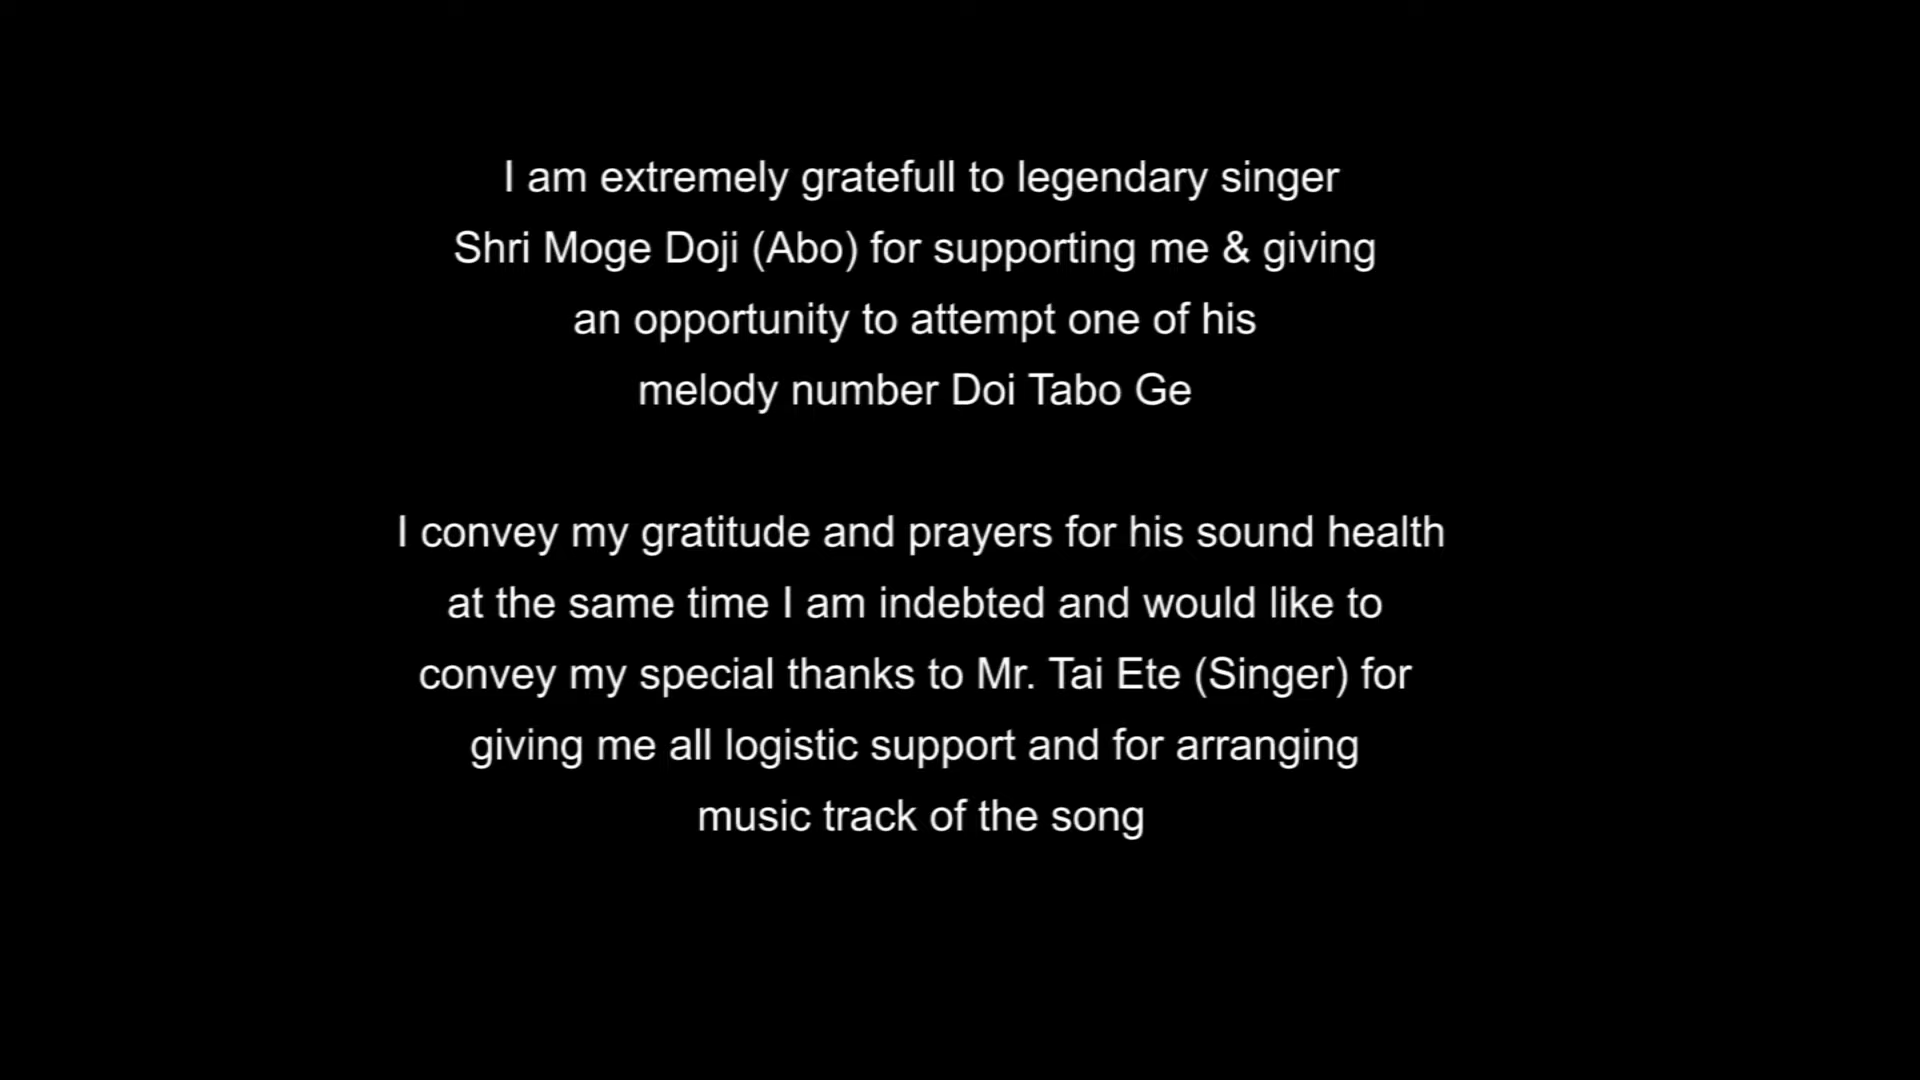 I am extremely gratefull to legendary singer
Shri Moge Doji (Abo) for supporting me & giving
an opportunity to attempt one of his
melody number Doi Tabo Ge
I convey my gratitude and prayers for his sound health
at the same time I am indebted and would like to
convey my special thanks to Mr. Tai Ete (Singer) for
giving me all logistic support and for arranging
music track of the song